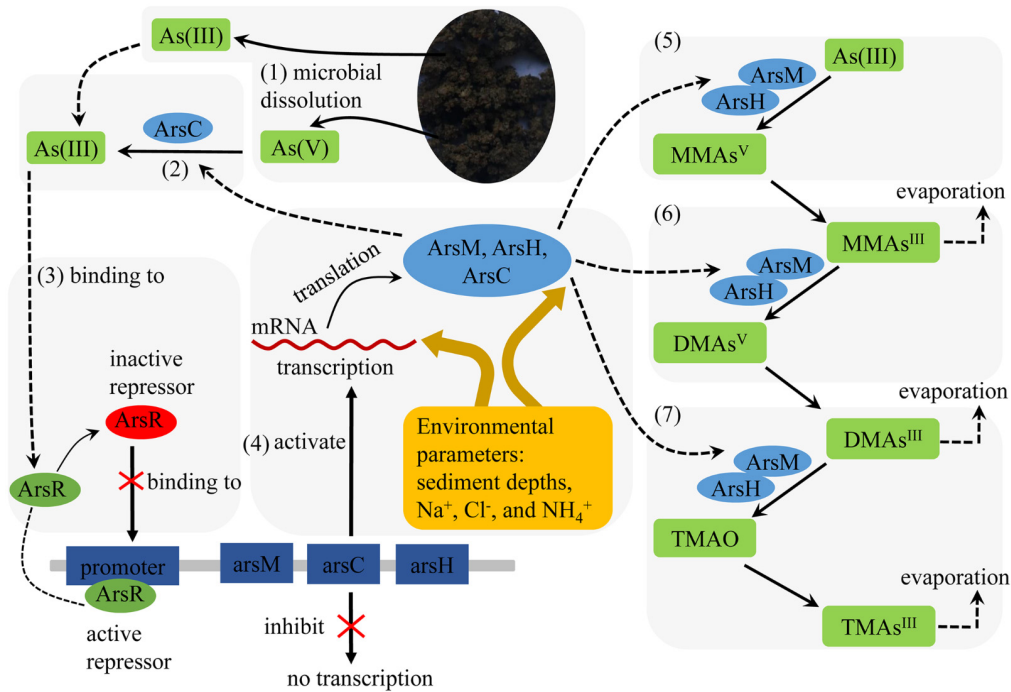 As(III)
(1) microbial
dissolution
ArsC
As(III)
(2)
As(V)
(3) binding to
inactive
repressor
ArsR
binding to
ArsR
promoter
ArsR
active
repressor
arsM
arsC
arsH
inhibit
no transcription
(4) activate
transcription
mRNA
translation
ArsM, ArsH,
ArsC
Environmental
parameters:
sediment depths,
Na⁺, Cl⁻, and NH₄⁺
(5)
ArsM
ArsH
As(III)
MMAsⱽ
evaporation
(6)
MMAsᴵᴵᴵ
ArsM
ArsH
DMAsⱽ
evaporation
(7)
DMAsᴵᴵᴵ
ArsM
ArsH
TMAO
evaporation
TMAsᴵᴵᴵ